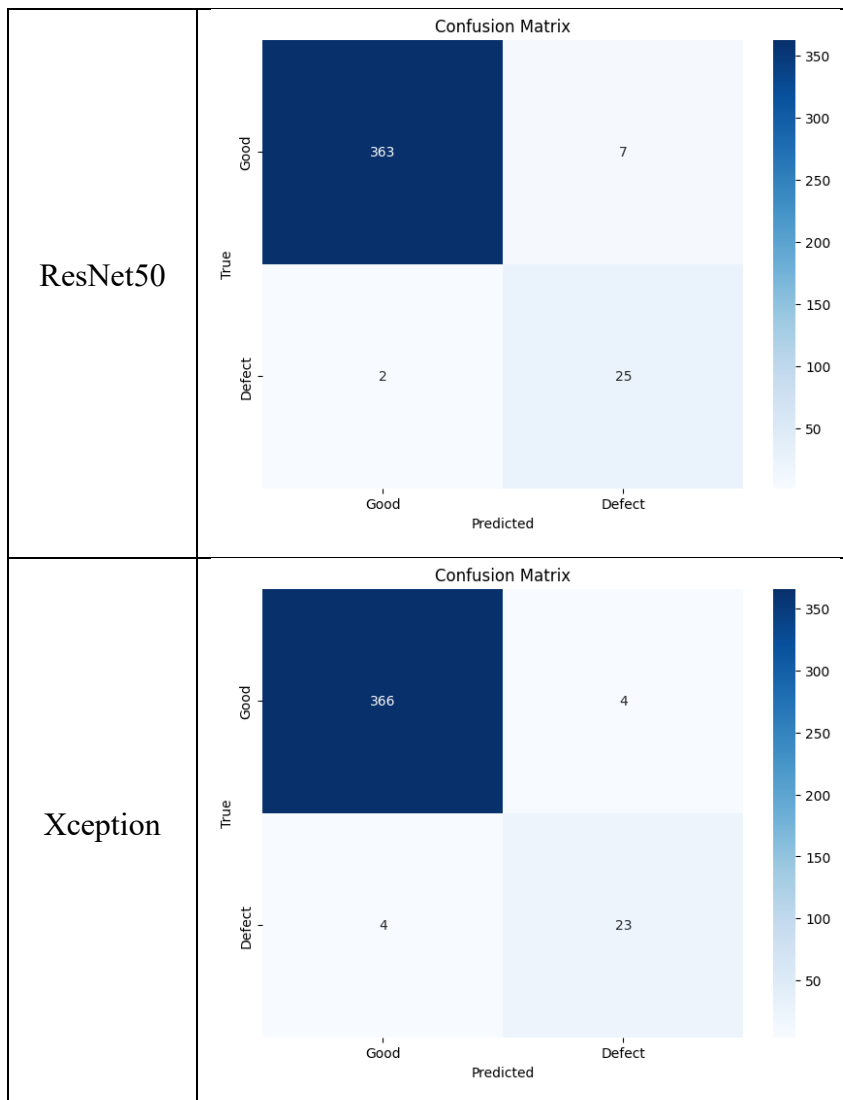 ResNet50
Confusion Matrix
Good
363
7
True
Defect
2
25
Good
Defect
Predicted
350
300
250
200
150
100
50
Xception
Confusion Matrix
Good
366
4
True
Defect
4
23
Good
Defect
Predicted
350
300
250
200
150
100
50